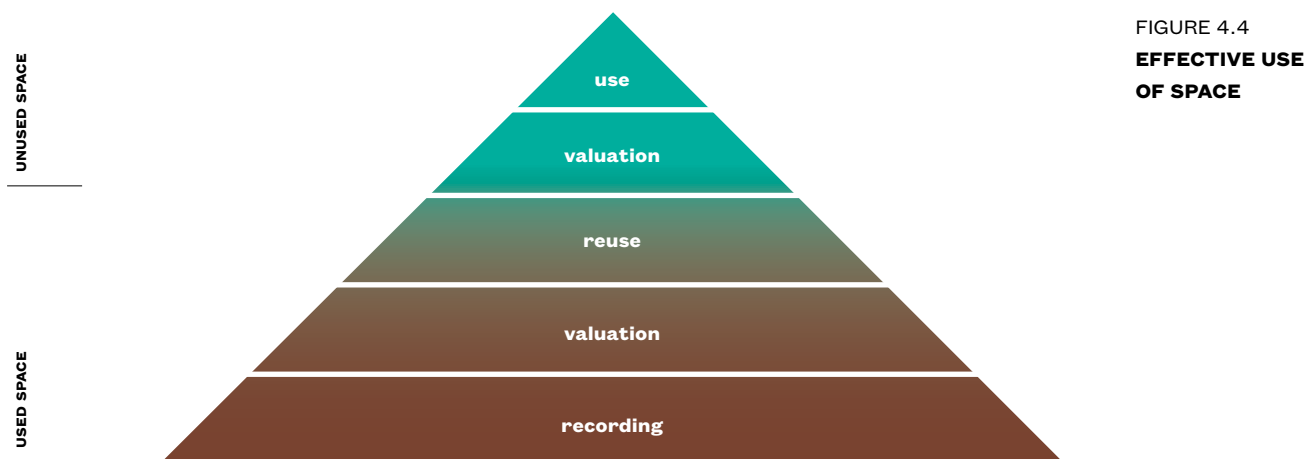 FIGURE 4.4
EFFECTIVE USE
OF SPACE
UNUSED SPACE
use
valuation
reuse
valuation
USED SPACE
recording